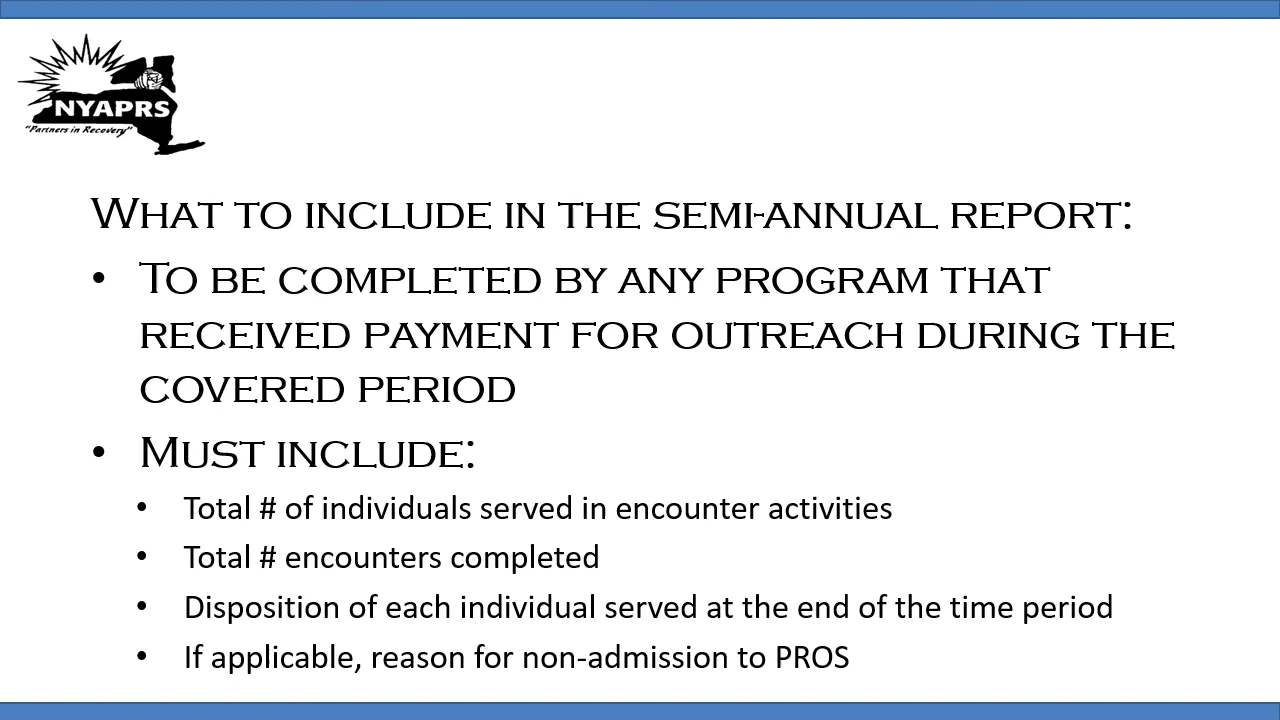 NYAPRS
"Partners in Recovery"
What to include in the semi-annual report:
• To be completed by any program that
received payment for outreach during the
covered period
• Must include:
• Total # of individuals served in encounter activities
• Total # encounters completed
• Disposition of each individual served at the end of the time period
• If applicable, reason for non-admission to PROS